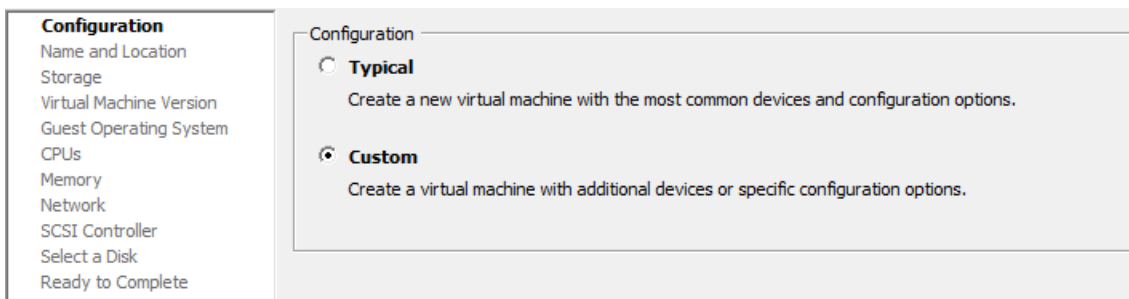 Configuration
Name and Location
Storage
Virtual Machine Version
Guest Operating System
CPUs
Memory
Network
SCSI Controller
Select a Disk
Ready to Complete
Configuration
Typical
Create a new virtual machine with the most common devices and configuration options.
Custom
Create a virtual machine with additional devices or specific configuration options.